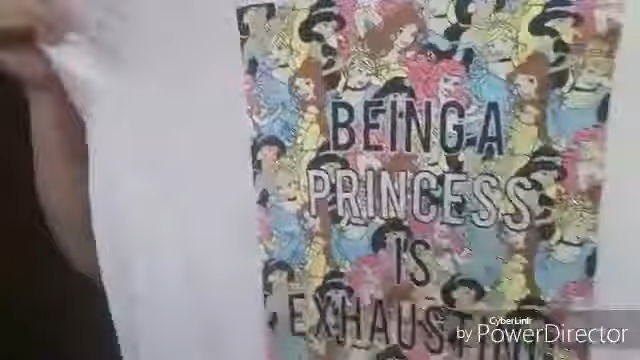 BEING A
PRINCESS
IS
EXHAUSTING
CyberLink
by PowerDirector